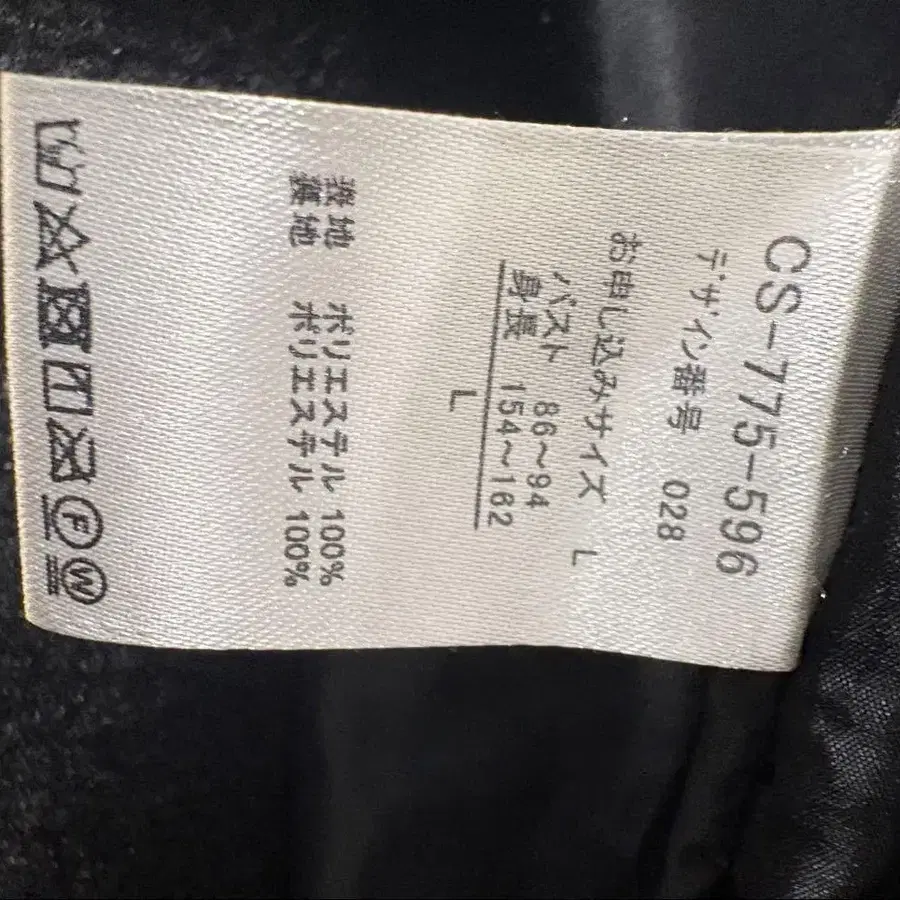 CS-775-596
デザイン番号 028
お申し込みサイズ L
バスト 86～94
身長 154～162
L
表地 ポリエステル 100%
裏地 ポリエステル 100%
F W